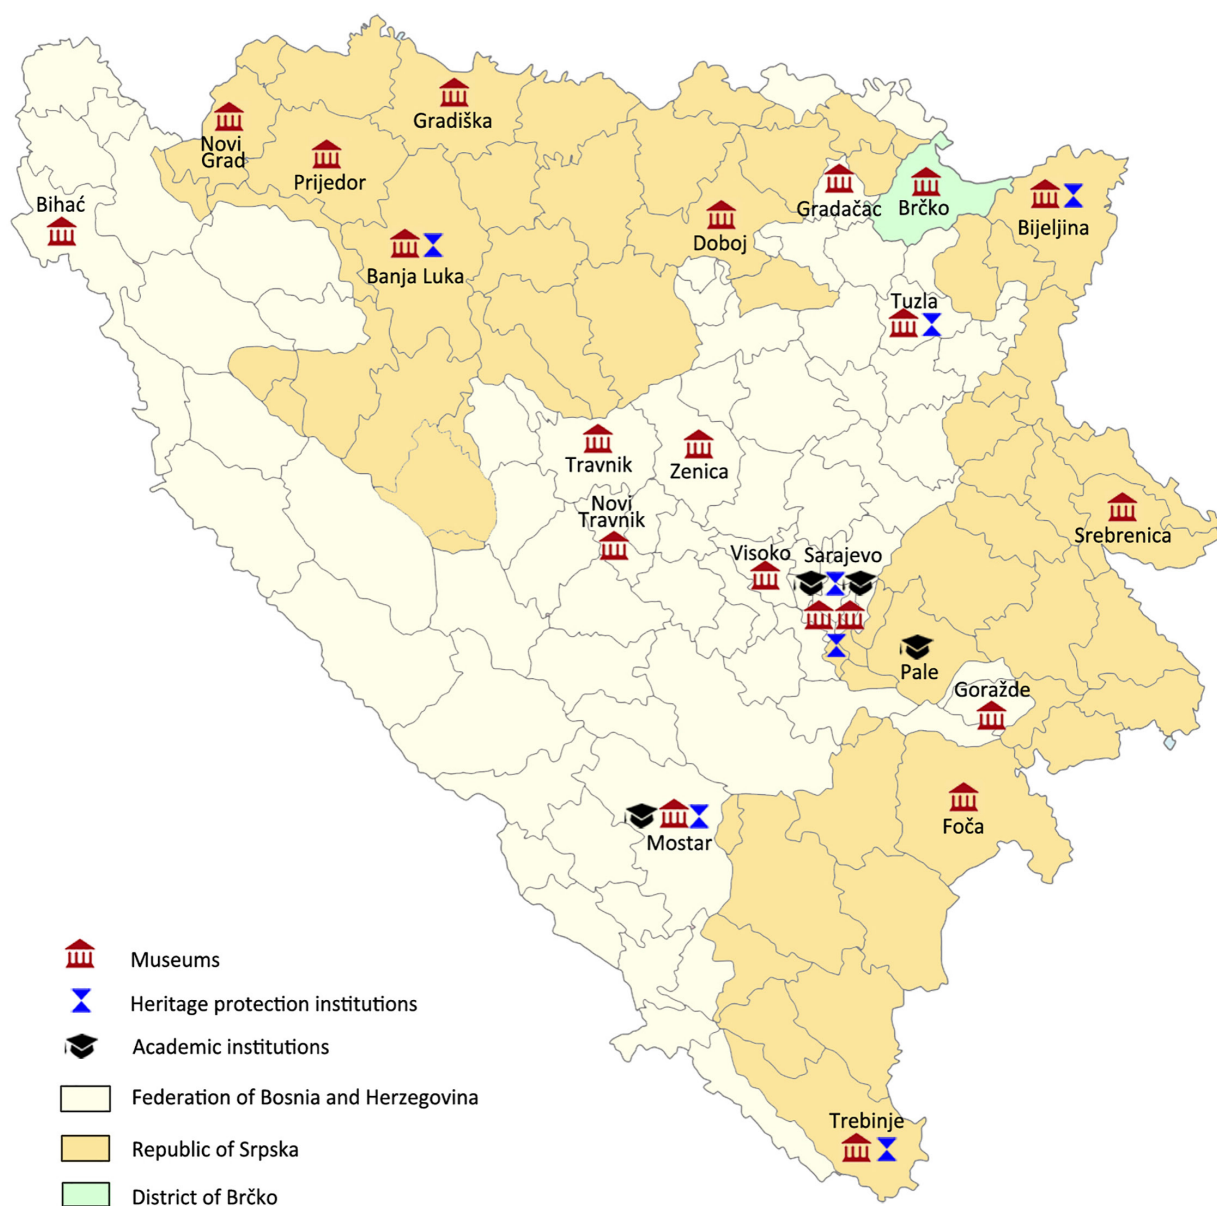 Gradiška
Novi
Grad
Prijedor
Bihać
Gradačac
Brčko
Bijeljina
Doboj
Banja Luka
Tuzla
Travnik
Zenica
Novi
Travnik
Srebrenica
Visoko
Sarajevo
Pale
Goražde
Foča
Mostar
Trebinje
Museums
Heritage protection institutions
Academic institutions
Federation of Bosnia and Herzegovina
Republic of Srpska
District of Brčko